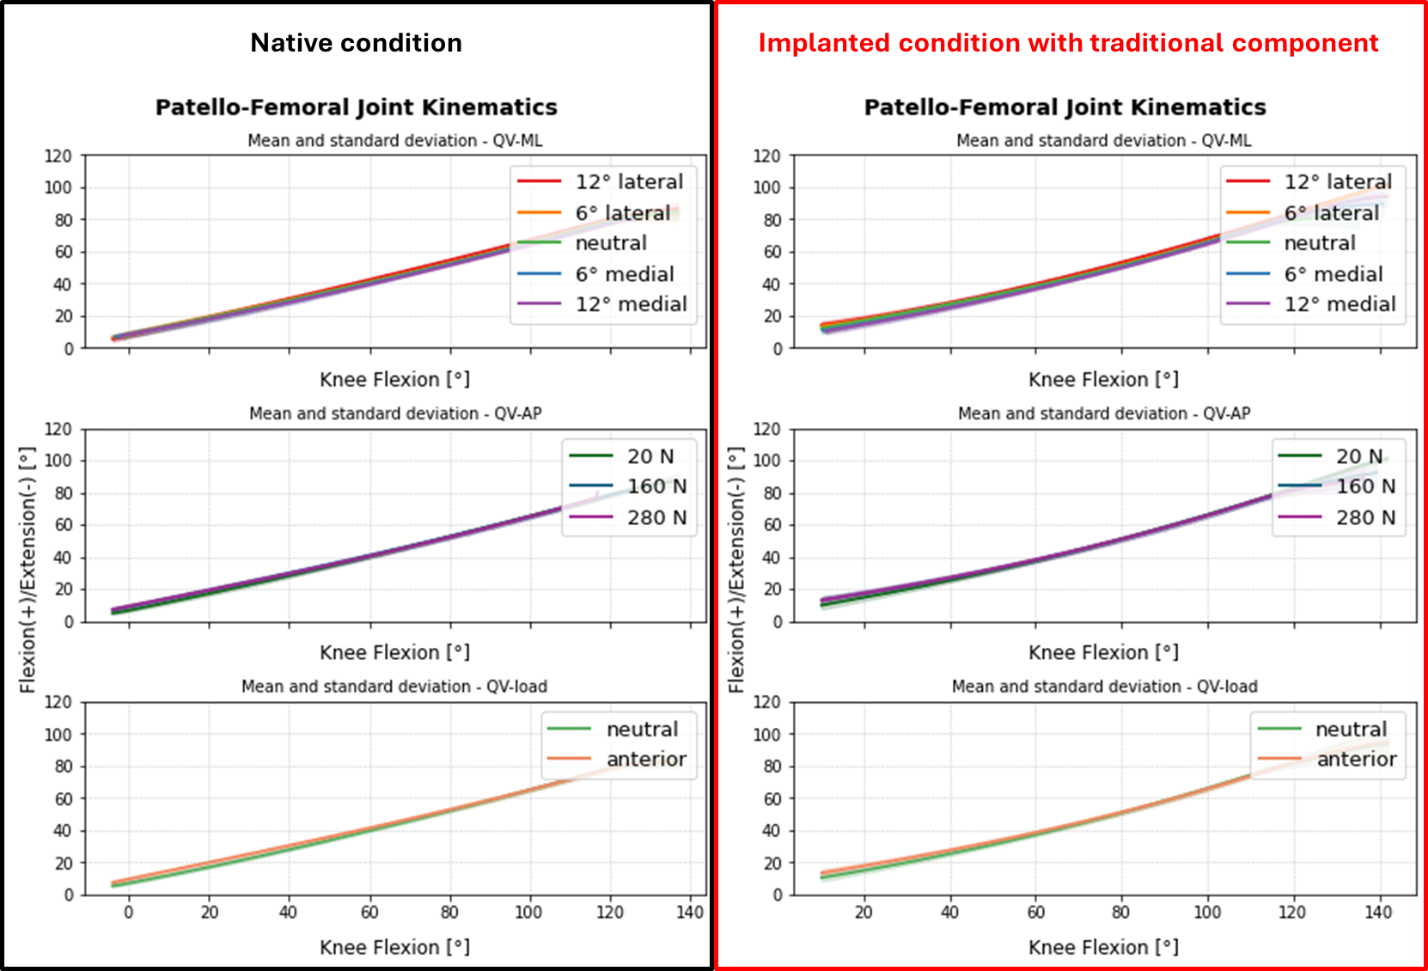 Native condition
Patello-Femoral Joint Kinematics
Mean and standard deviation - QV-ML
120
100
80
60
40
20
0
12° lateral
6° lateral
neutral
6° medial
12° medial
Knee Flexion [°]
Mean and standard deviation - QV-AP
120
100
80
60
40
20
0
20 N
160 N
280 N
Knee Flexion [°]
Flexion(+)/Extension(-) [°]
Mean and standard deviation - QV-load
120
100
80
60
40
20
0
neutral
anterior
0 20 40 60 80 100 120 140
Knee Flexion [°]
Implanted condition with traditional component
Patello-Femoral Joint Kinematics
Mean and standard deviation - QV-ML
120
100
80
60
40
20
0
12° lateral
6° lateral
neutral
6° medial
12° medial
Knee Flexion [°]
Mean and standard deviation - QV-AP
120
100
80
60
40
20
0
20 N
160 N
280 N
Knee Flexion [°]
Flexion(+)/Extension(-) [°]
Mean and standard deviation - QV-load
120
100
80
60
40
20
0
neutral
anterior
20 40 60 80 100 120 140
Knee Flexion [°]